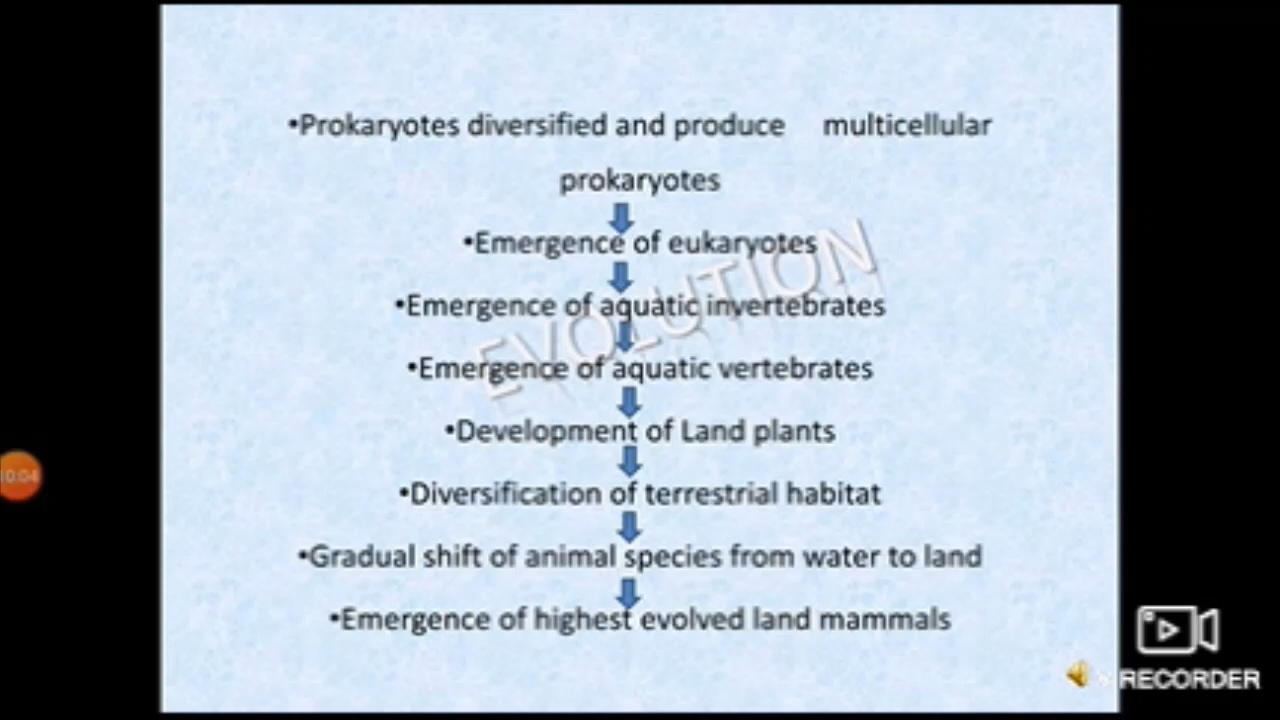 •Prokaryotes diversified and produce multicellular
prokaryotes
•Emergence of eukaryotes
•Emergence of aquatic invertebrates
EVOLUTION
•Emergence of aquatic vertebrates
•Development of Land plants
•Diversification of terrestrial habitat
•Gradual shift of animal species from water to land
•Emergence of highest evolved land mammals
00:04
RECORDER